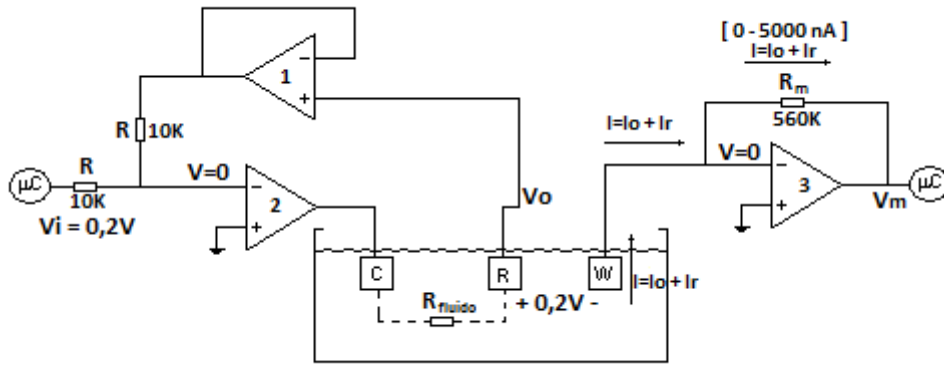 [ 0 - 5000 nA ]
I=Io + Ir
Rm
560K
1
−
+
R
10K
I=Io + Ir
μC
R
10K
V=0
−
2
+
Vi = 0,2V
Vo
V=0
−
3
+
Vm
μC
C
R
W
I=Io + Ir
Rfluido
+ 0,2V -